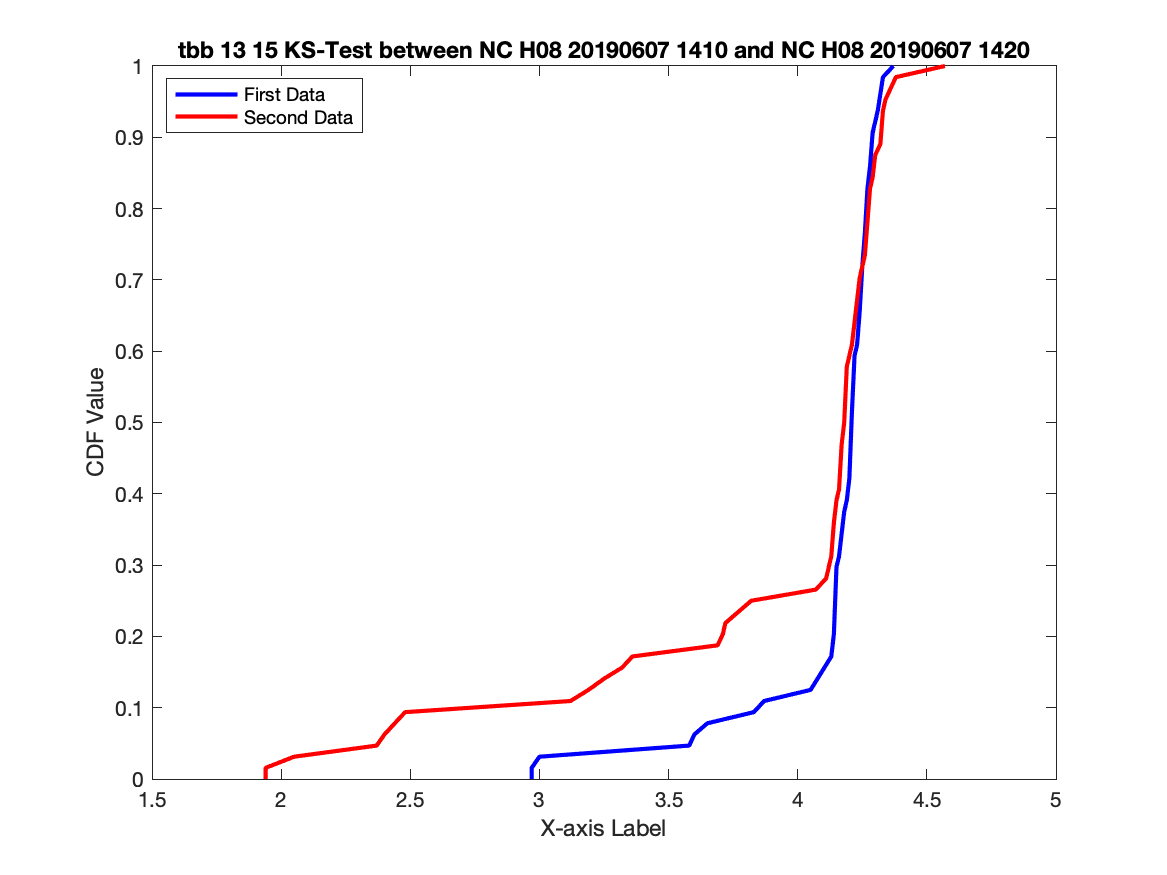 tbb 13 15 KS-Test between NC H08 20190607 1410 and NC H08 20190607 1420
First Data
Second Data
1
0.9
0.8
0.7
0.6
0.5
0.4
0.3
0.2
0.1
0
CDF Value
1.5 2 2.5 3 3.5 4 4.5 5
X-axis Label